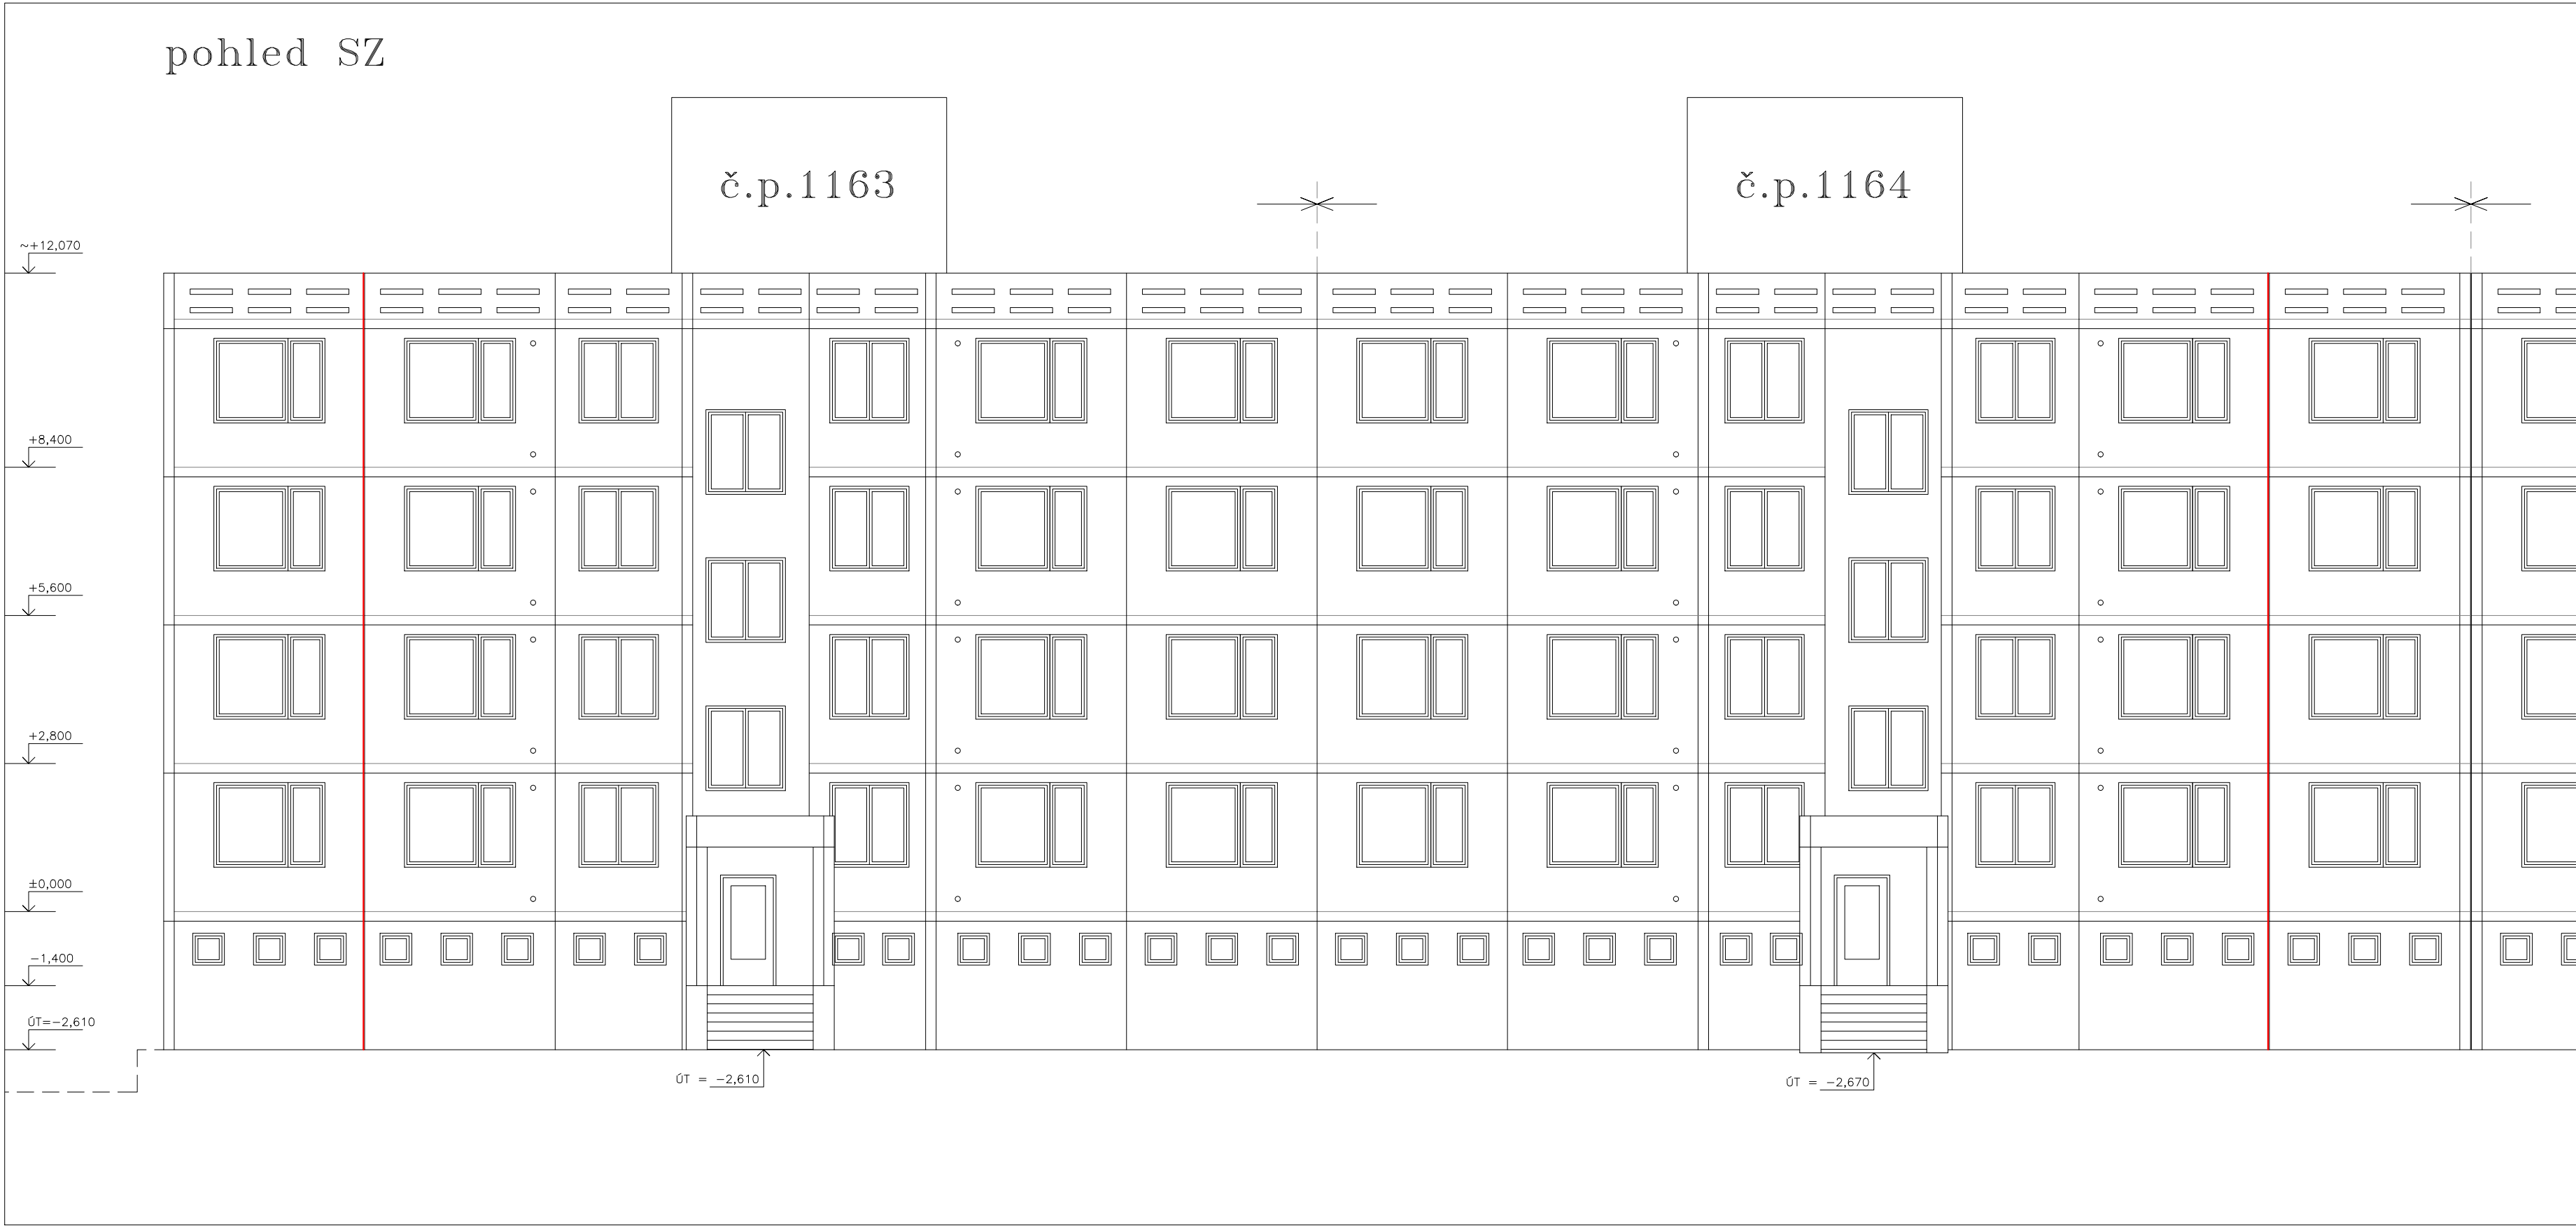 pohled SZ
č.p.1163
č.p.1164
~+12,070
+8,400
+5,600
+2,800
±0,000
−1,400
ÚT=−2,610
ÚT = −2,610
ÚT = −2,670